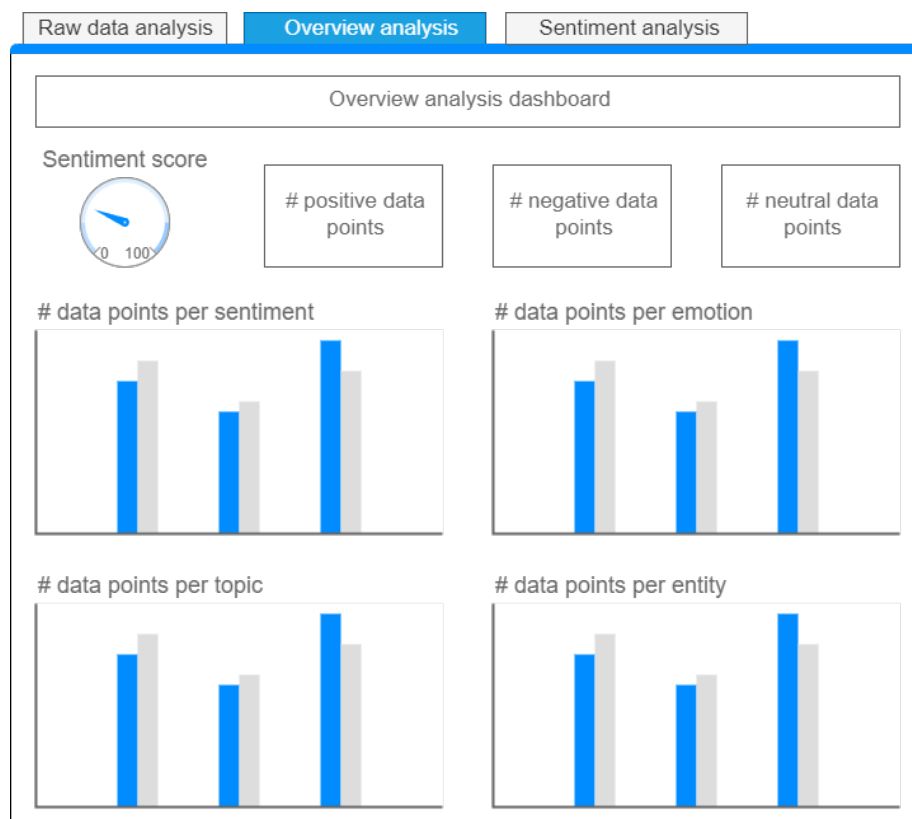 Raw data analysis
Overview analysis
Sentiment analysis
Overview analysis dashboard
Sentiment score
0 100
# positive data
points
# negative data
points
# neutral data
points
# data points per sentiment
# data points per emotion
# data points per topic
# data points per entity